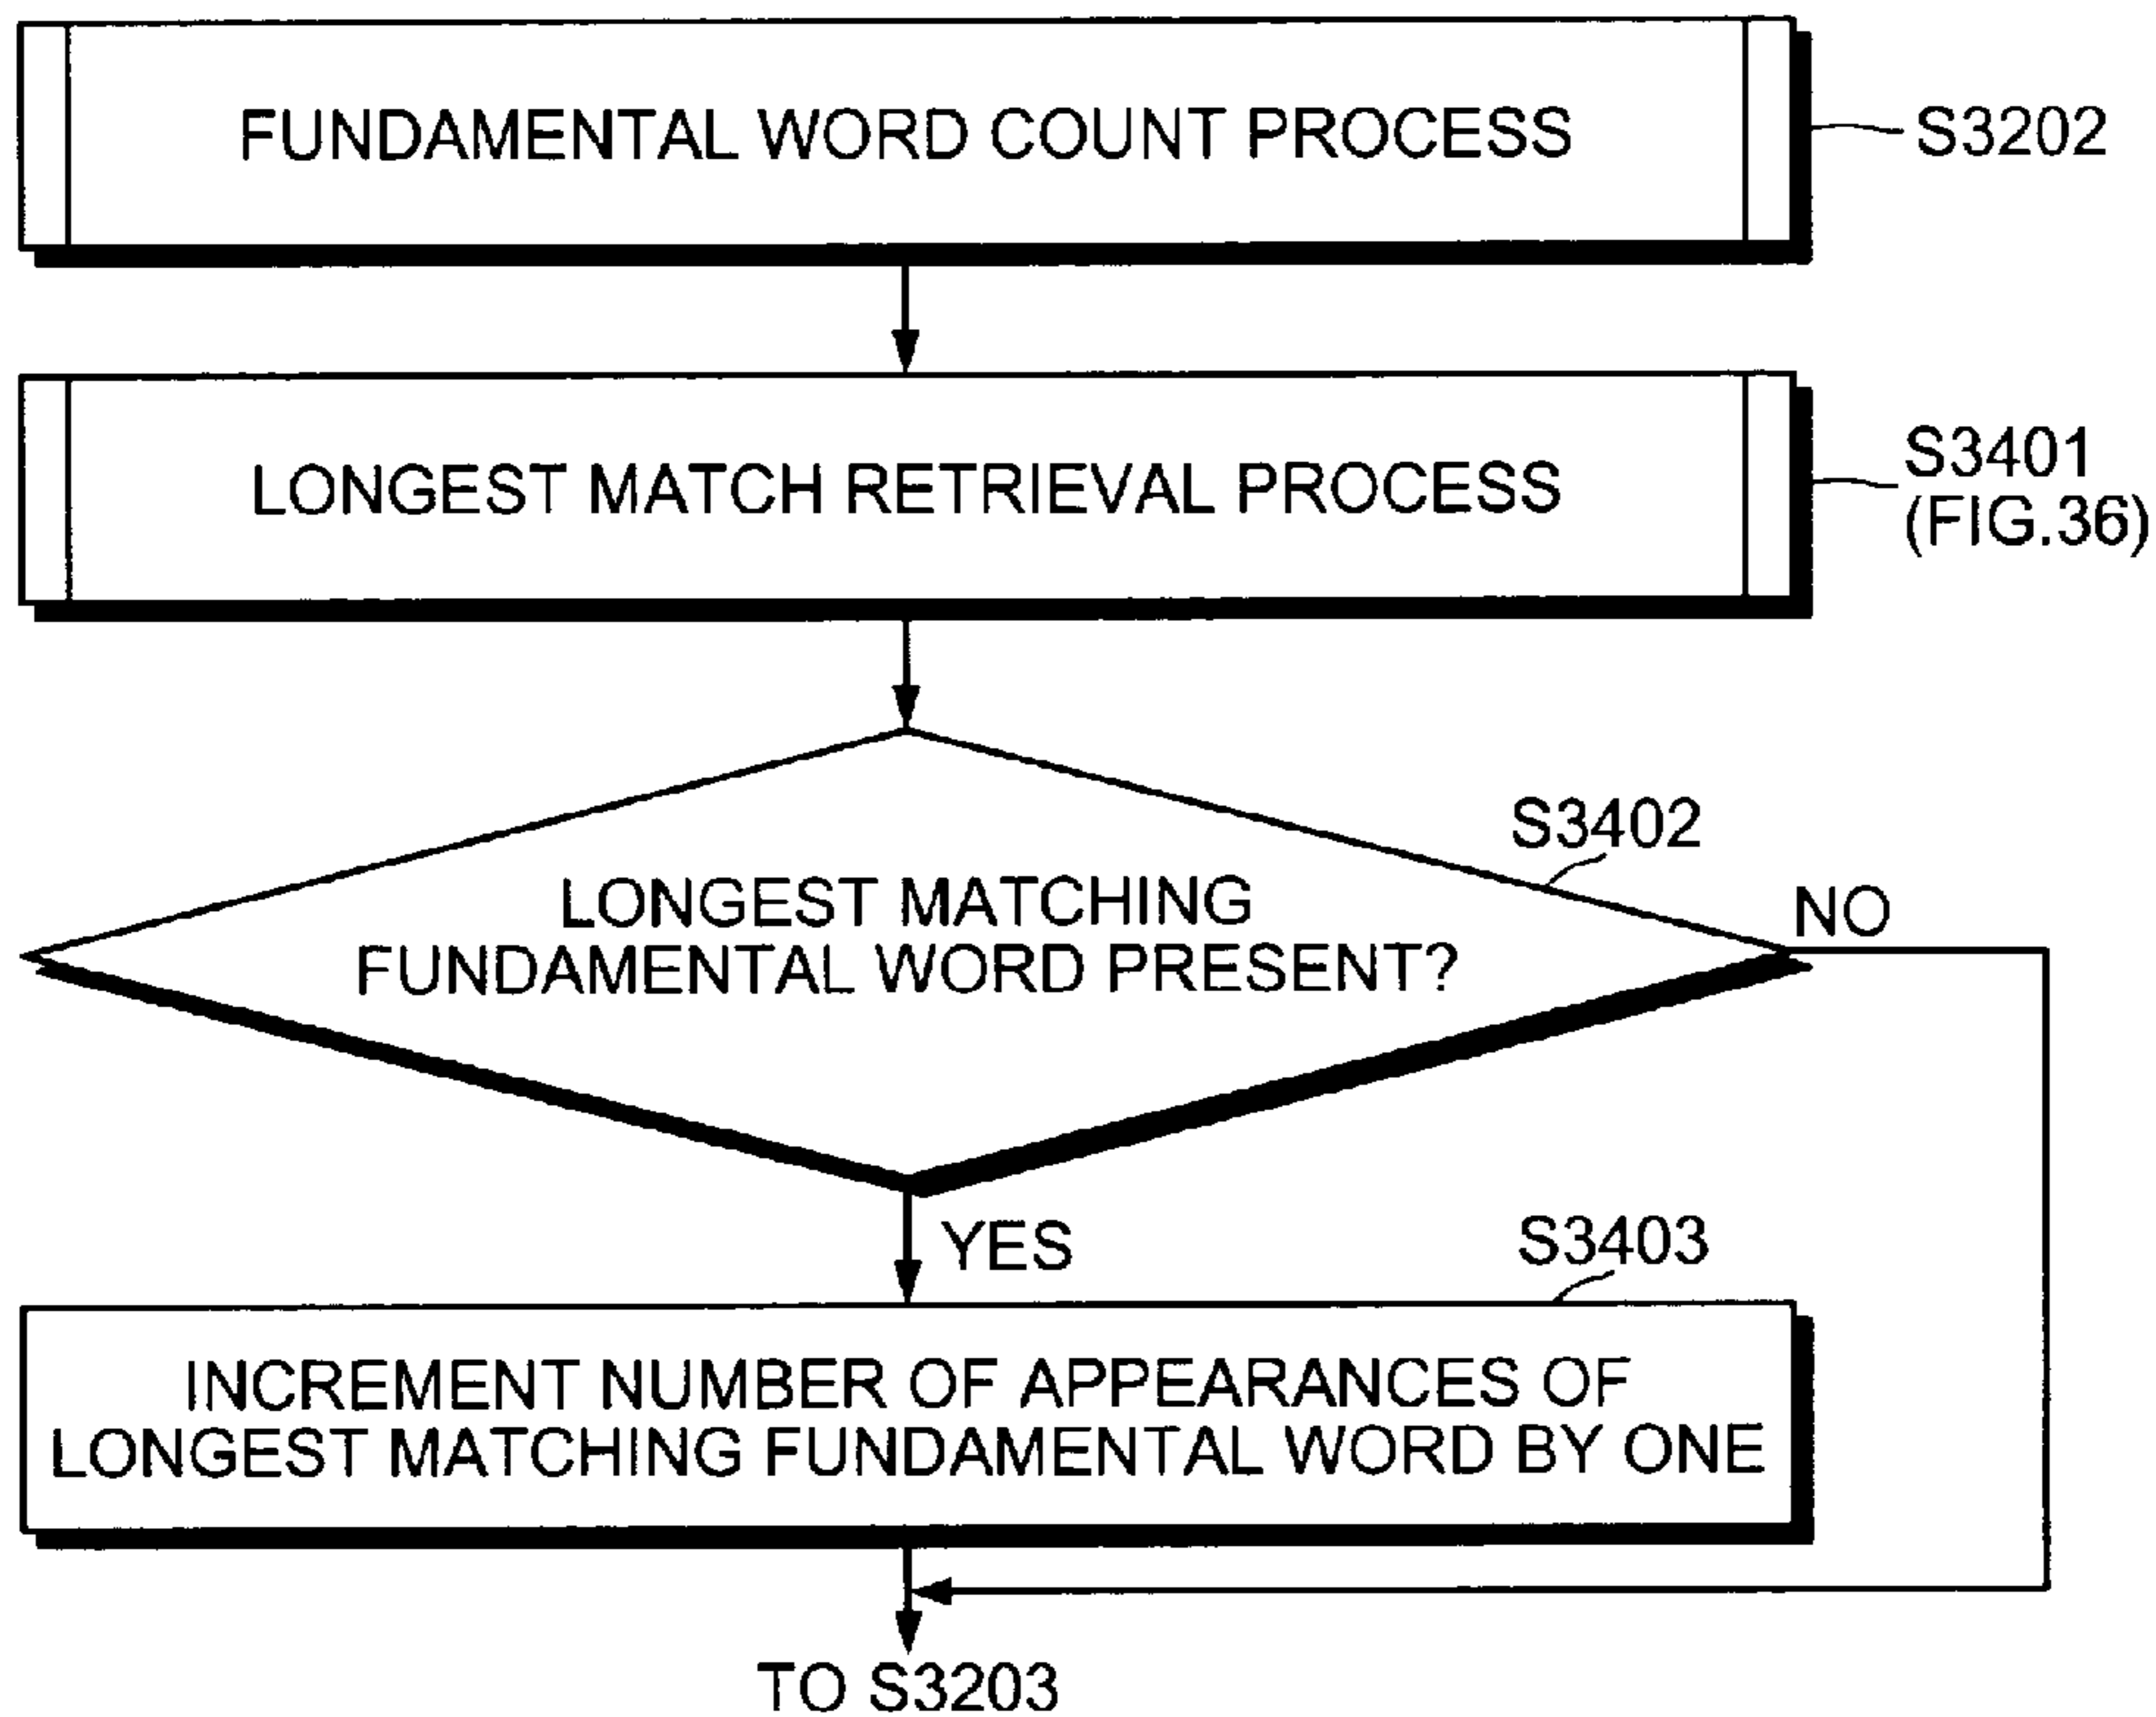 FUNDAMENTAL WORD COUNT PROCESS
S3202
LONGEST MATCH RETRIEVAL PROCESS
S3401
(FIG.36)
S3402
LONGEST MATCHING
FUNDAMENTAL WORD PRESENT?
NO
YES
S3403
INCREMENT NUMBER OF APPEARANCES OF
LONGEST MATCHING FUNDAMENTAL WORD BY ONE
TO S3203